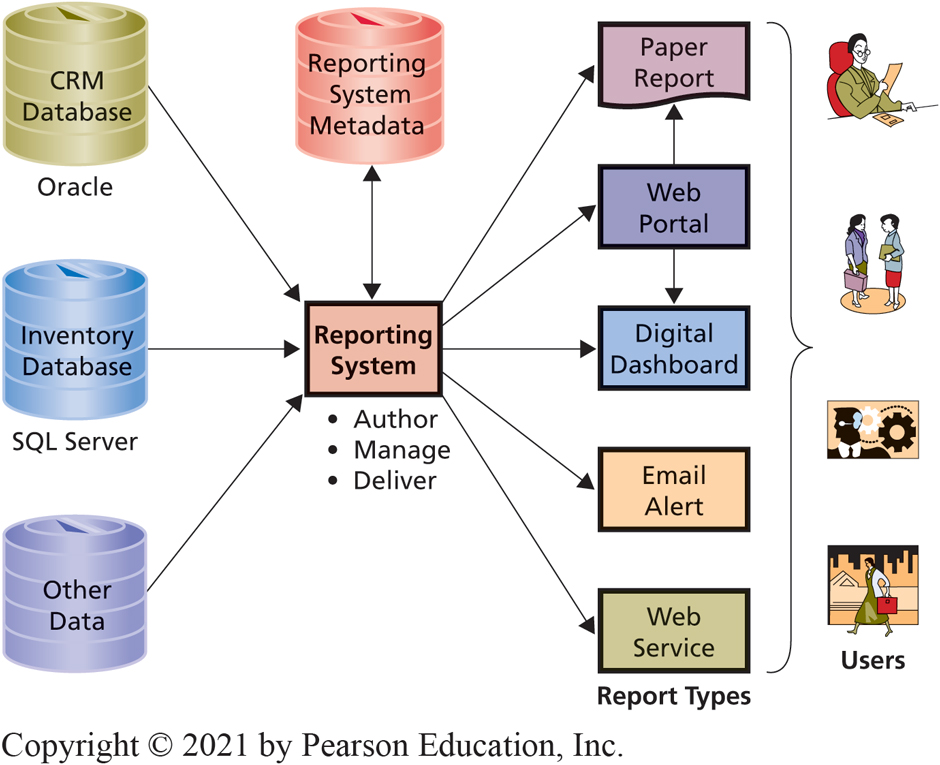 CRM
Database
Oracle
Inventory
Database
SQL Server
Other
Data
Reporting
System
Metadata
Reporting
System
• Author
• Manage
• Deliver
Paper
Report
Web
Portal
Digital
Dashboard
Email
Alert
Web
Service
Report Types
Users
Copyright © 2021 by Pearson Education, Inc.